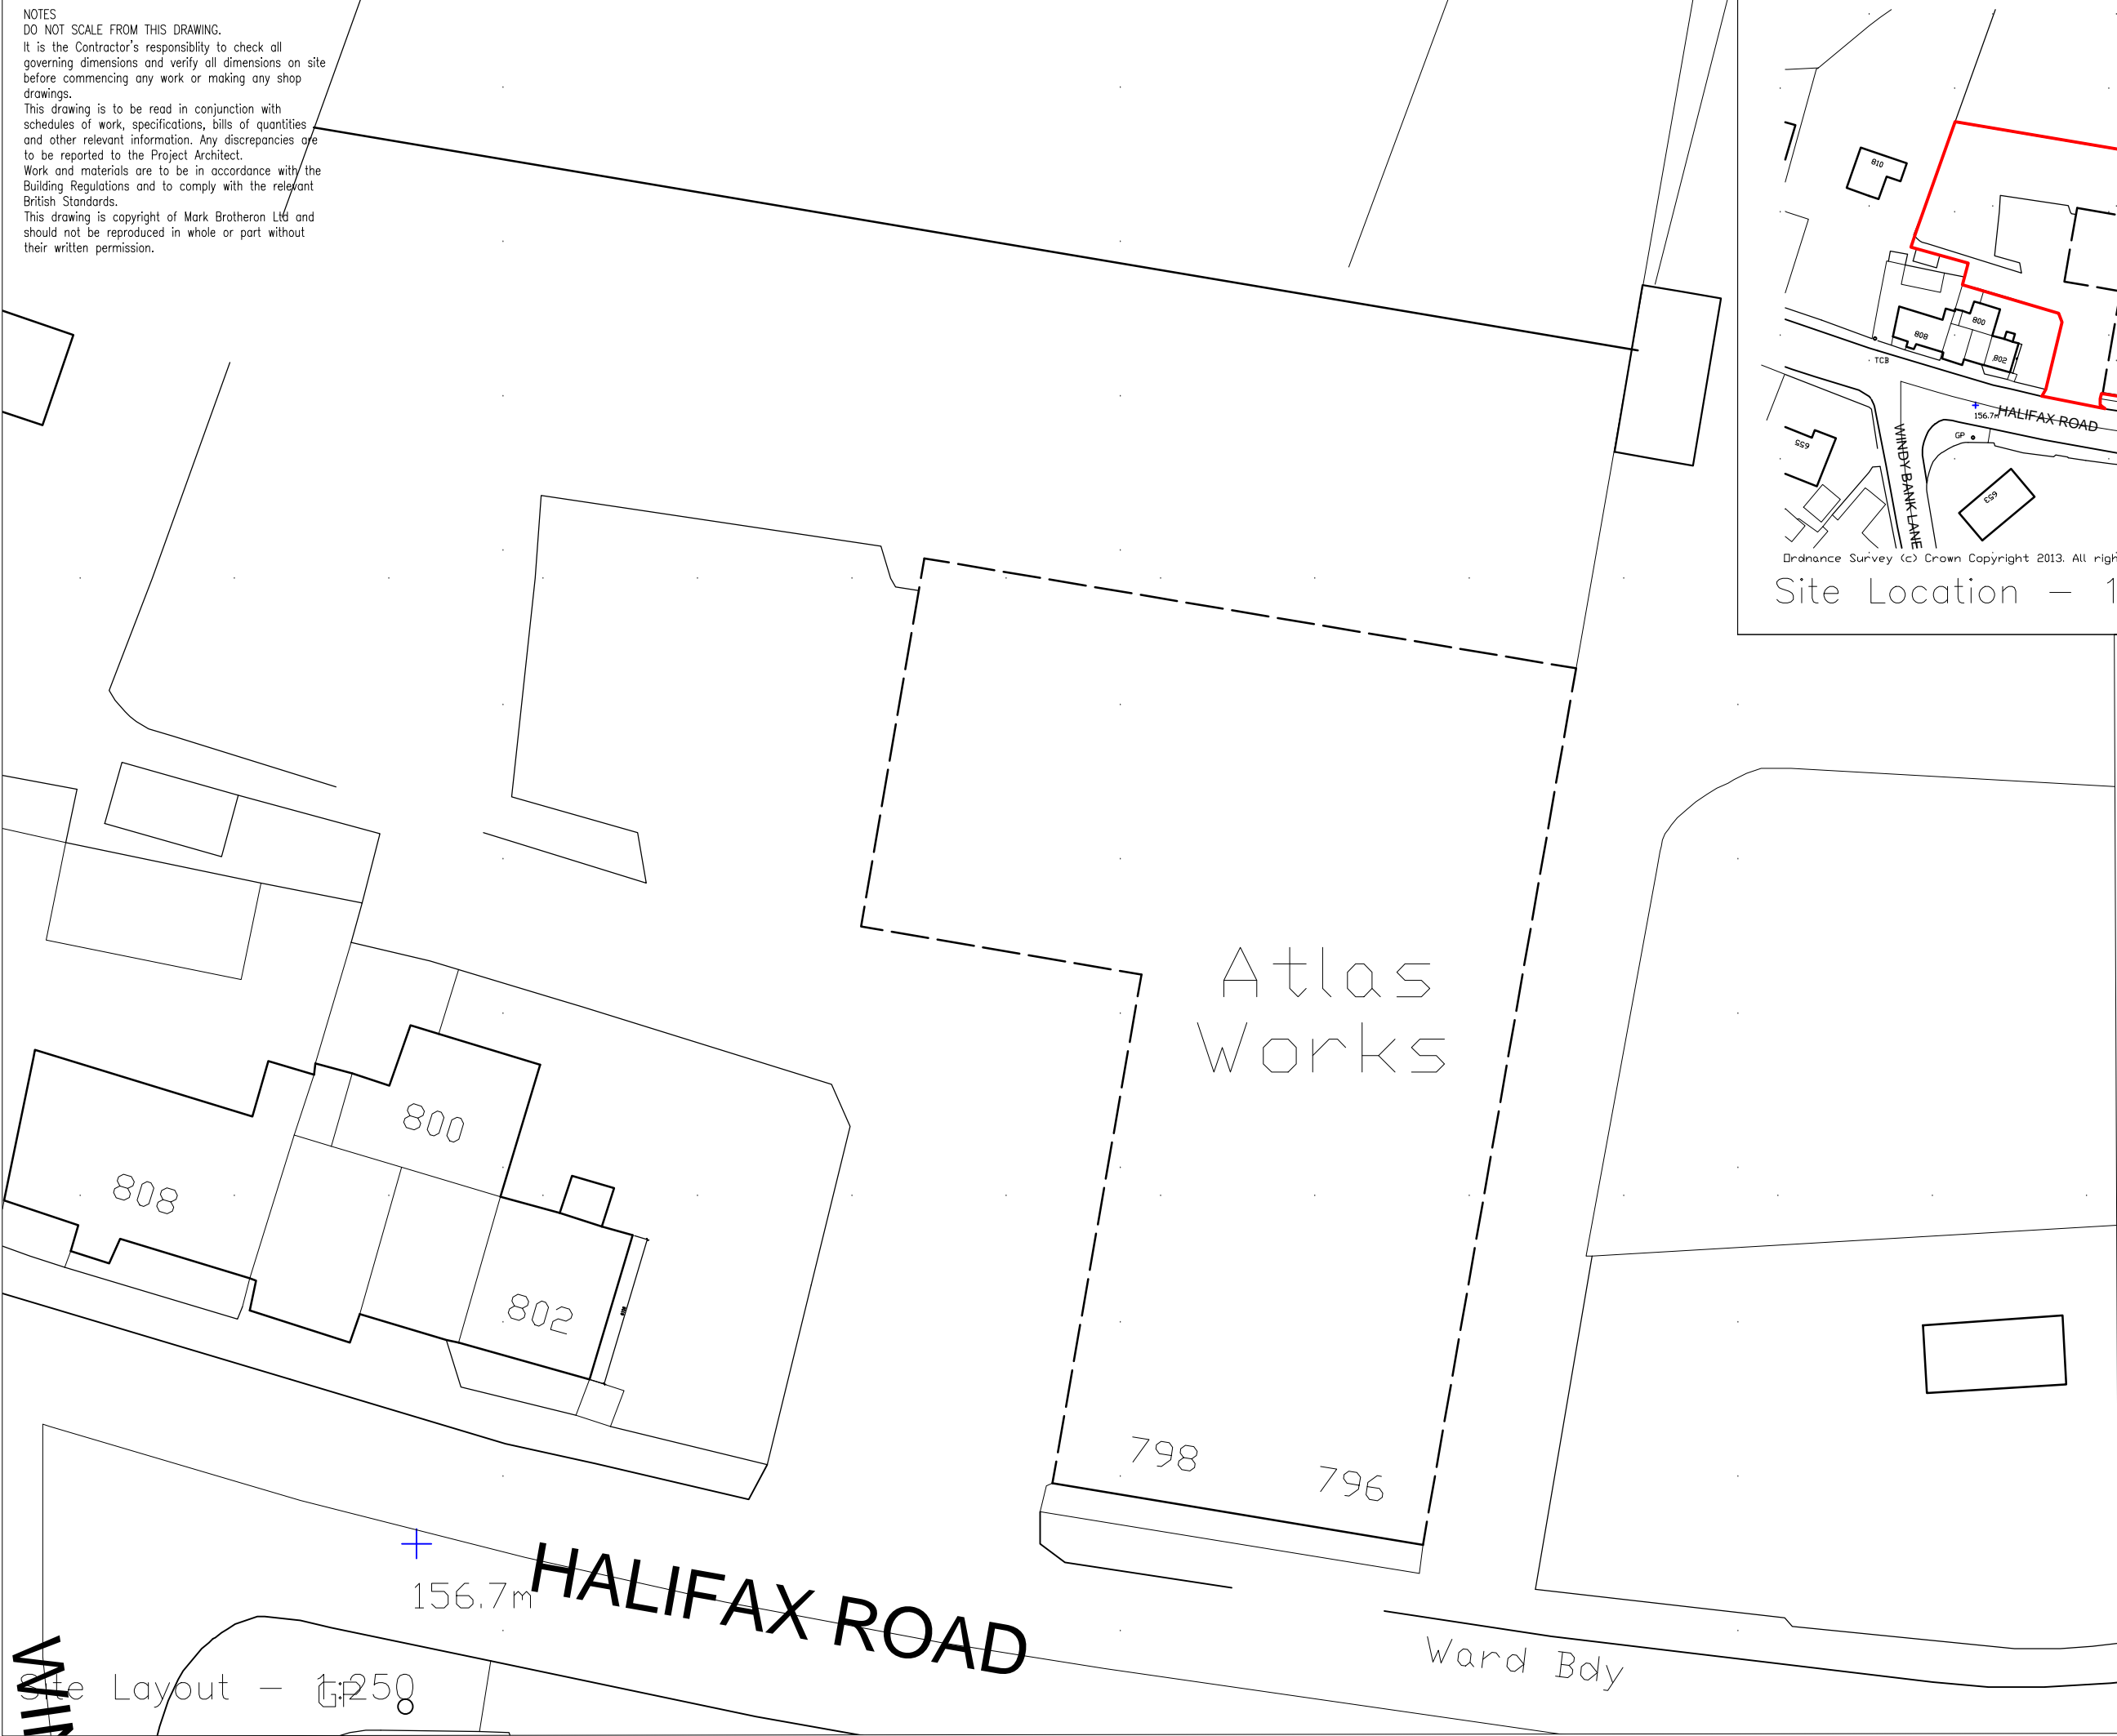 NOTES
DO NOT SCALE FROM THIS DRAWING.
It is the Contractor's responsiblity to check all
governing dimensions and verify all dimensions on site
before commencing any work or making any shop
drawings.
This drawing is to be read in conjunction with
schedules of work, specifications, bills of quantities
and other relevant information. Any discrepancies are
to be reported to the Project Architect.
Work and materials are to be in accordance with the
Building Regulations and to comply with the relevant
British Standards.
This drawing is copyright of Mark Brotheron Ltd and
should not be reproduced in whole or part without
their written permission.
810
808
800
802
TCB
156.7m
HALIFAX ROAD
GP
655
WINDY BANK LANE
653
Ordnance Survey (c) Crown Copyright 2013. All righ
Site Location - 1
Atlas
Works
800
808
802
798
796
156.7m
HALIFAX ROAD
Ward Bdy
WIN
Site Layout - 1:250
GP